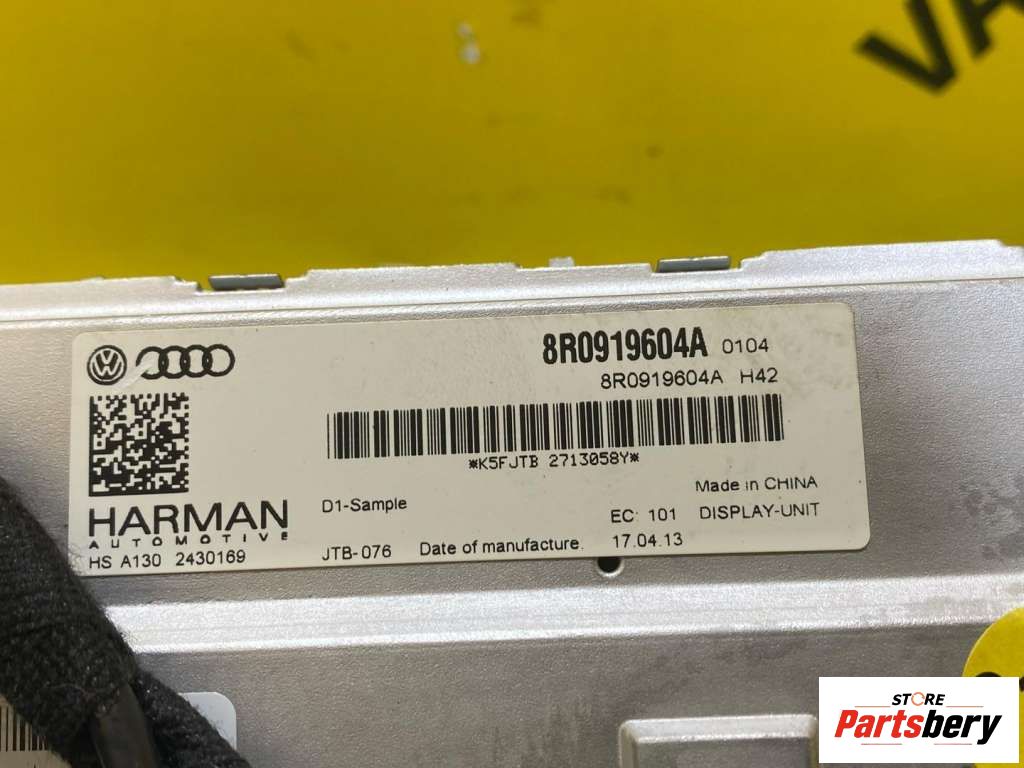 VA
8R0919604A 0104
8R0919604A H42
*K5FJTB 2713058Y*
HARMAN
AUTOMOTIVE
HS A130 2430169
D1-Sample
Made in CHINA
EC: 101 DISPLAY-UNIT
JTB-076 Date of manufacture: 17.04.13
STORE
Partsbery